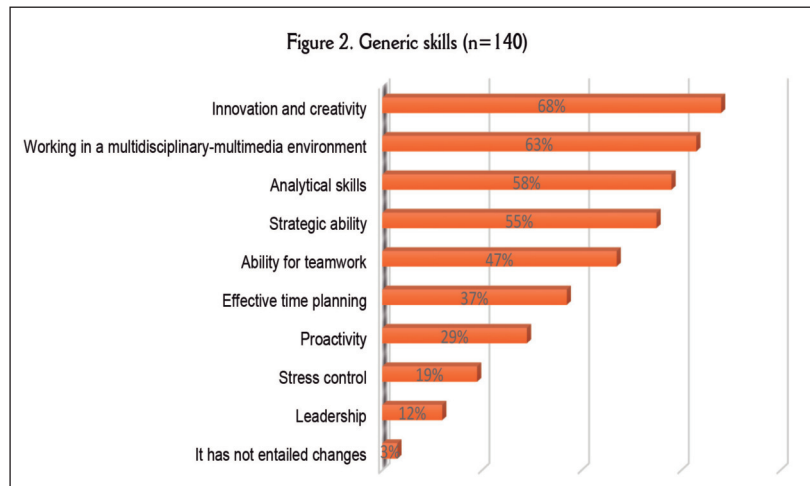 Figure 2. Generic skills (n=140)
Innovation and creativity 68%
Working in a multidisciplinary-multimedia environment 63%
Analytical skills 58%
Strategic ability 55%
Ability for teamwork 47%
Effective time planning 37%
Proactivity 29%
Stress control 19%
Leadership 12%
It has not entailed changes 3%